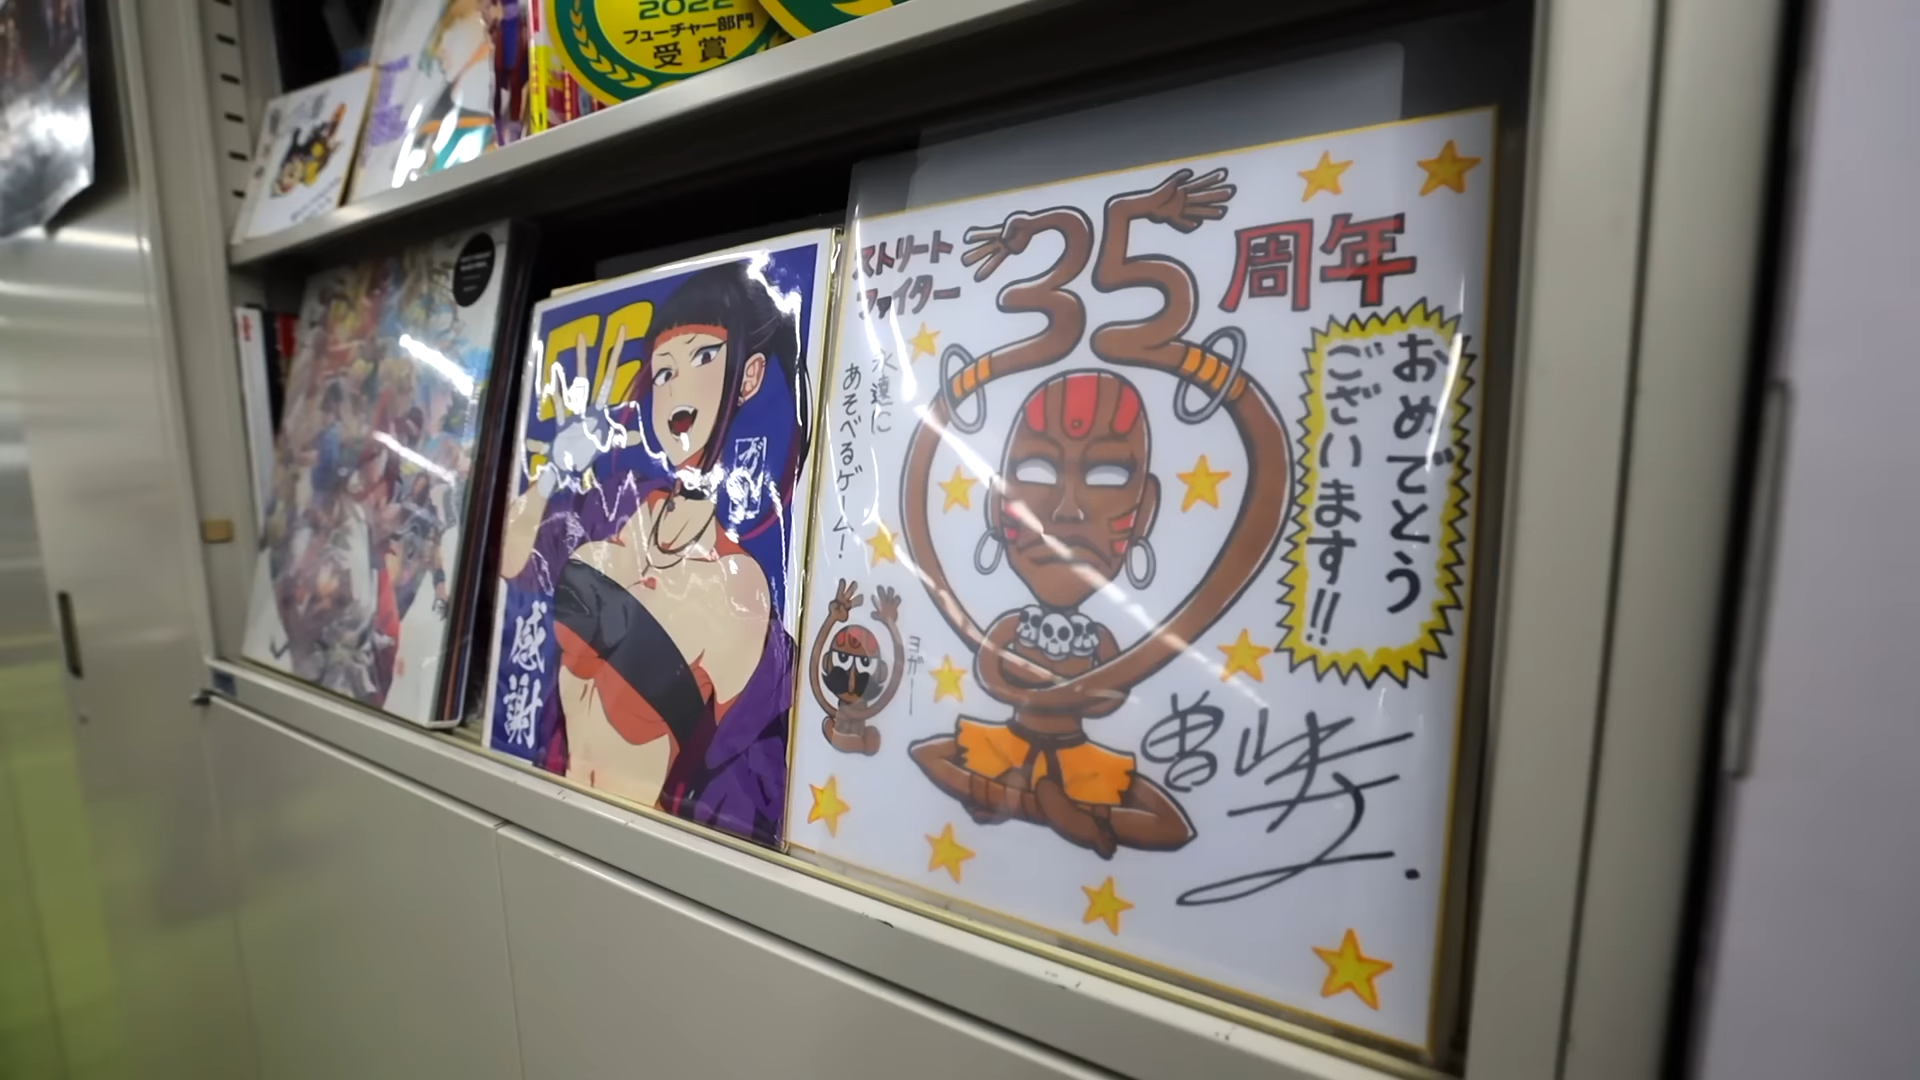 2022
フューチャー部門
受賞
ストリート
ファイター
35
周年
おめでとう
ございます!!
永遠に
あそべるゲーム!
ヨガー
感謝